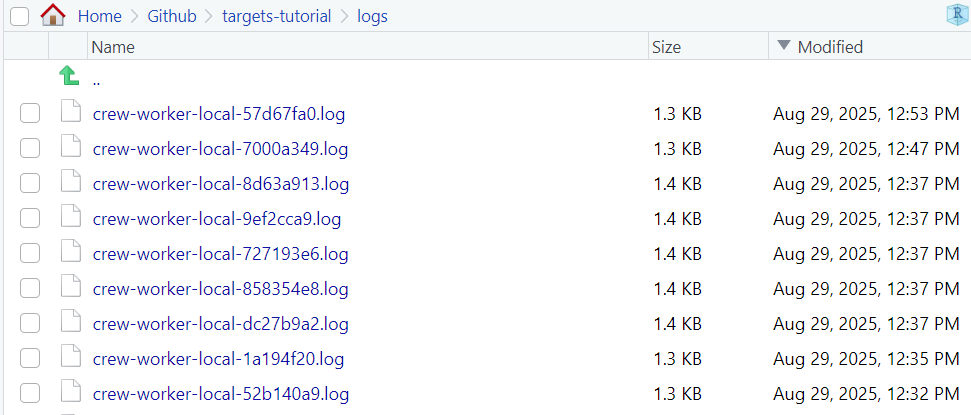 Home Github targets-tutorial logs R
Name Size Modified
..
crew-worker-local-57d67fa0.log 1.3 KB Aug 29, 2025, 12:53 PM
crew-worker-local-7000a349.log 1.3 KB Aug 29, 2025, 12:47 PM
crew-worker-local-8d63a913.log 1.4 KB Aug 29, 2025, 12:37 PM
crew-worker-local-9ef2cca9.log 1.4 KB Aug 29, 2025, 12:37 PM
crew-worker-local-727193e6.log 1.4 KB Aug 29, 2025, 12:37 PM
crew-worker-local-858354e8.log 1.4 KB Aug 29, 2025, 12:37 PM
crew-worker-local-dc27b9a2.log 1.4 KB Aug 29, 2025, 12:37 PM
crew-worker-local-1a194f20.log 1.3 KB Aug 29, 2025, 12:35 PM
crew-worker-local-52b140a9.log 1.3 KB Aug 29, 2025, 12:32 PM